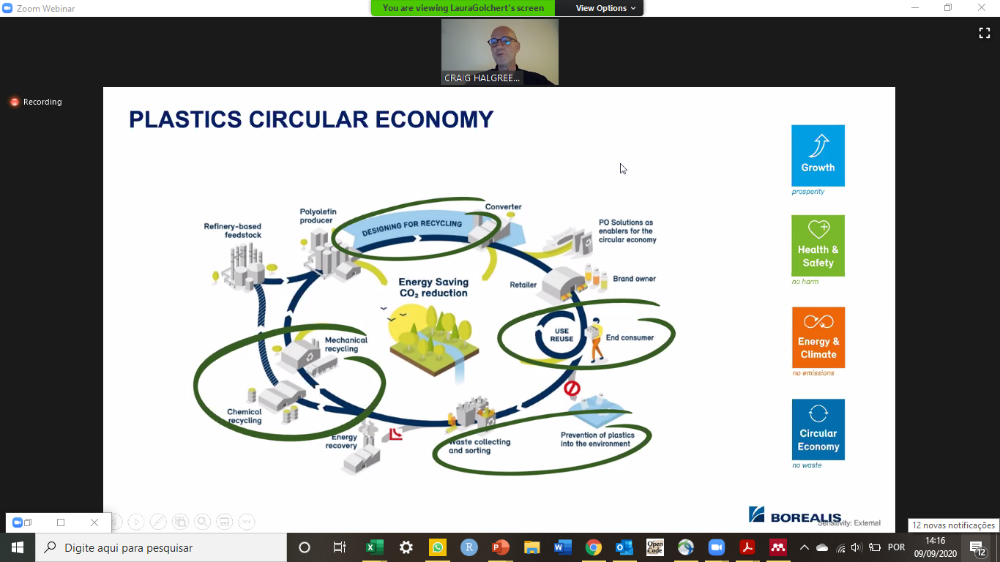 Zoom Webinar
You are viewing LauraGolchert's screen
View Options
CRAIG HALGREE...
Recording
PLASTICS CIRCULAR ECONOMY
Growth
prosperity
Health &
Safety
no harm
Energy &
Climate
no emissions
Circular
Economy
no waste
Refinery-based
feedstock
Polyolefin
producer
DESIGNING FOR RECYCLING
Converter
PO Solutions as
enablers for the
circular economy
Retailer
Brand owner
Energy Saving
CO₂ reduction
USE
REUSE
End consumer
Mechanical
recycling
Chemical
recycling
Energy
recovery
Waste collecting
and sorting
Prevention of plastics
into the environment
BOREALIS
Sensitivity: External
12 novas notificações
Digite aqui para pesquisar
Open
Code
POR
14:16
09/09/2020
12